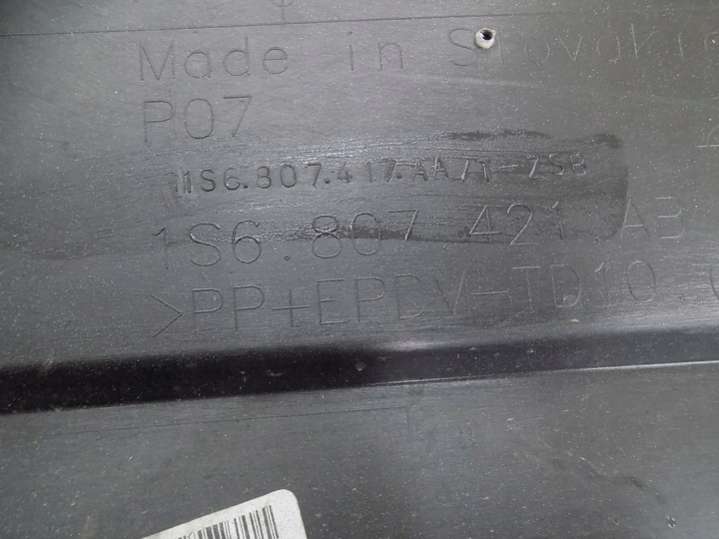 Made in Slovakia
P07
1S6.807.417.AA
1S6.807 421.AB
>PP+EPDM-TD10